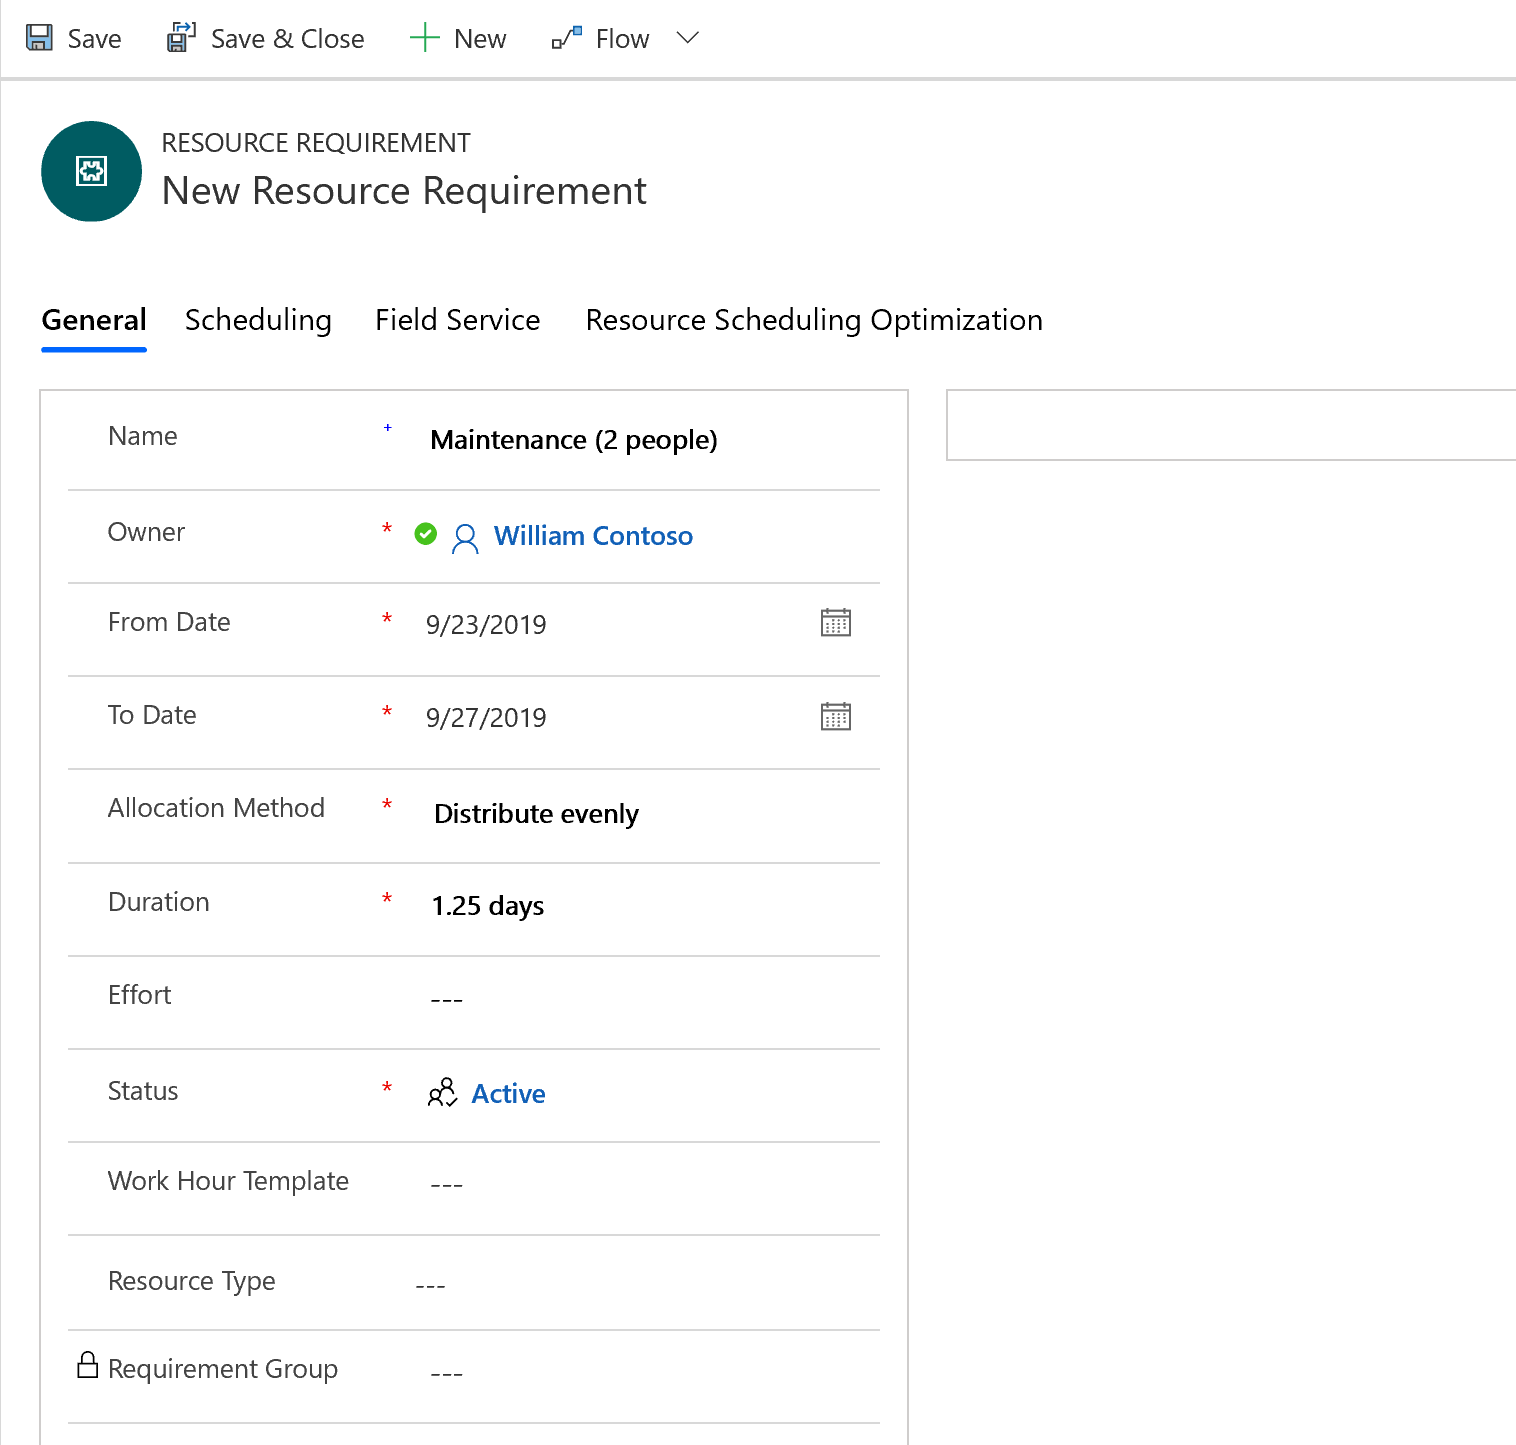 Save Save & Close New Flow
RESOURCE REQUIREMENT
New Resource Requirement
General Scheduling Field Service Resource Scheduling Optimization
Name + Maintenance (2 people)
Owner * William Contoso
From Date * 9/23/2019
To Date * 9/27/2019
Allocation Method * Distribute evenly
Duration * 1.25 days
Effort ---
Status * Active
Work Hour Template ---
Resource Type ---
Requirement Group ---